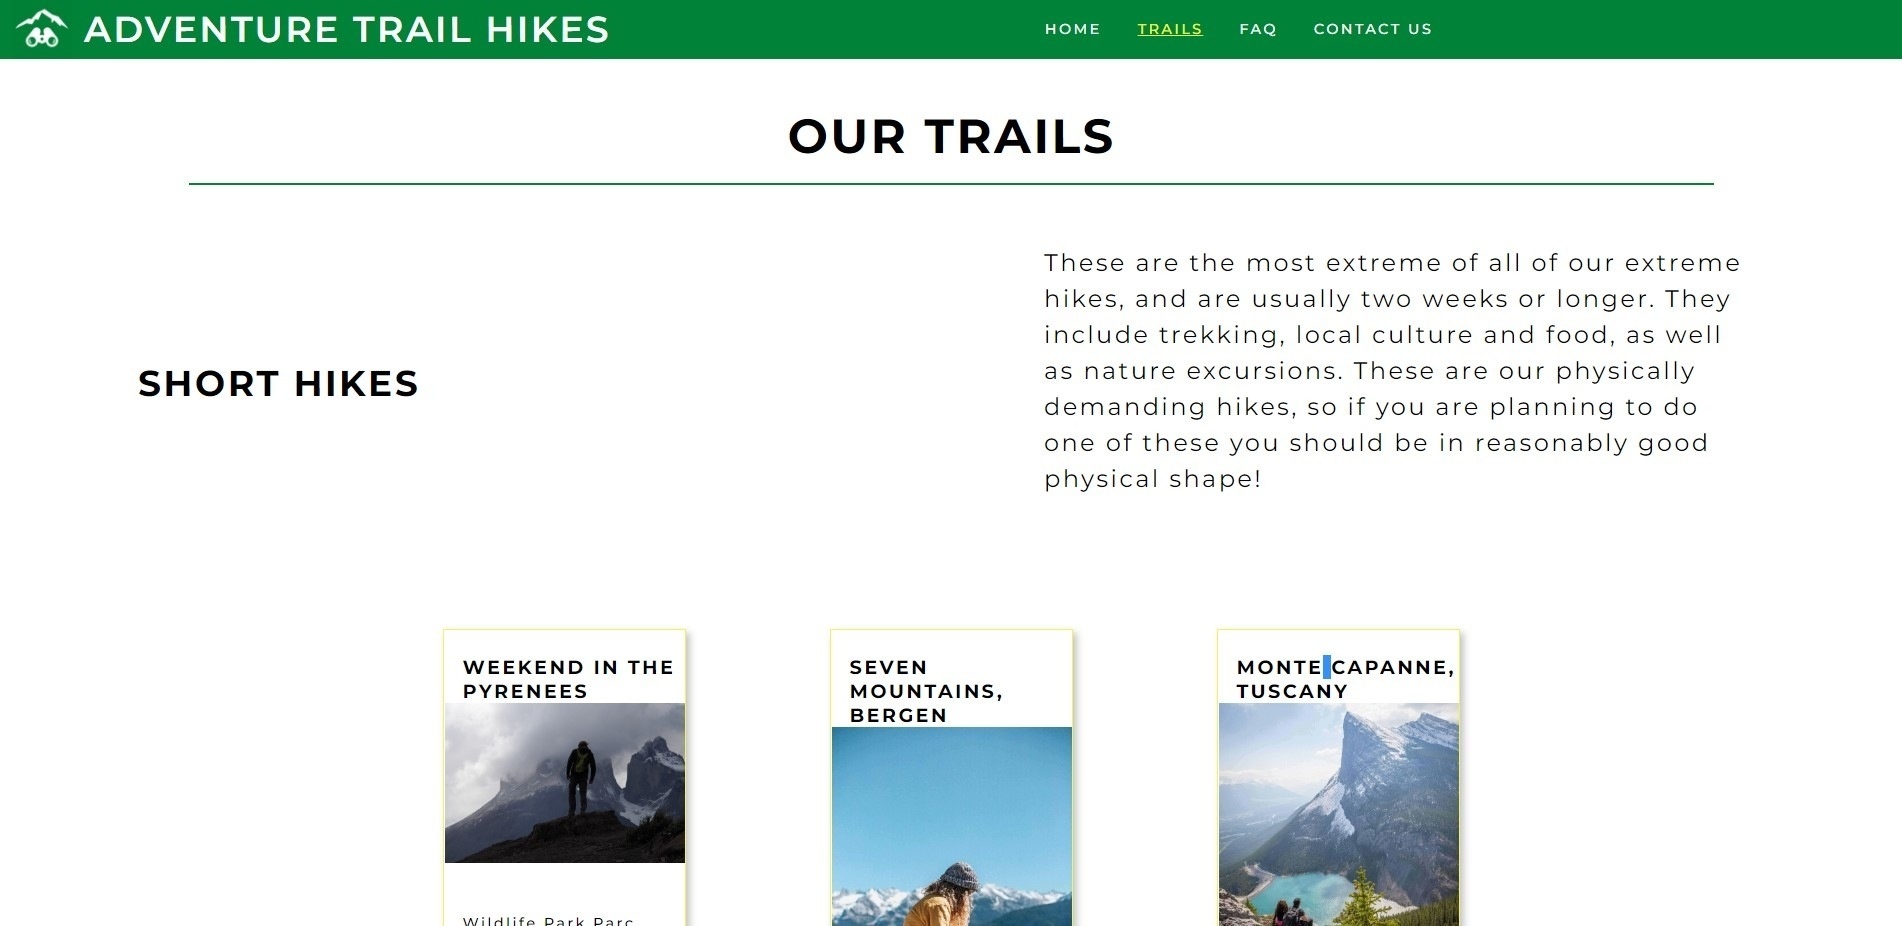 ADVENTURE TRAIL HIKES
HOME TRAILS FAQ CONTACT US
OUR TRAILS
SHORT HIKES
These are the most extreme of all of our extreme
hikes, and are usually two weeks or longer. They
include trekking, local culture and food, as well
as nature excursions. These are our physically
demanding hikes, so if you are planning to do
one of these you should be in reasonably good
physical shape!
WEEKEND IN THE
PYRENEES
Wildlife Park Parc
SEVEN
MOUNTAINS,
BERGEN
MONTE CAPANNE,
TUSCANY